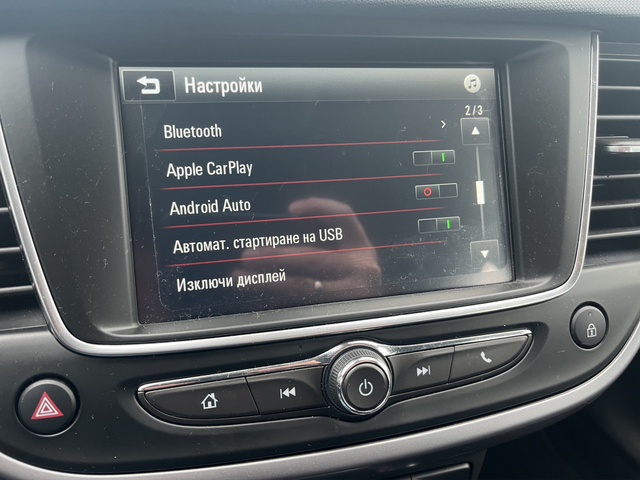 Настройки
2/3
Bluetooth
Apple CarPlay
Android Auto
Автомат. стартиране на USB
Изключи дисплей